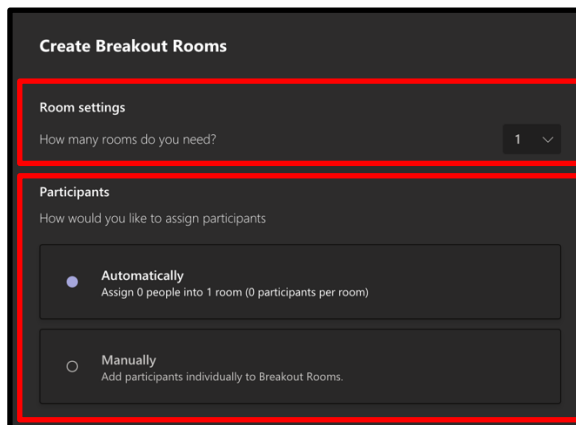 Create Breakout Rooms
Room settings
How many rooms do you need?
1
Participants
How would you like to assign participants
Automatically
Assign 0 people into 1 room (0 participants per room)
Manually
Add participants individually to Breakout Rooms.